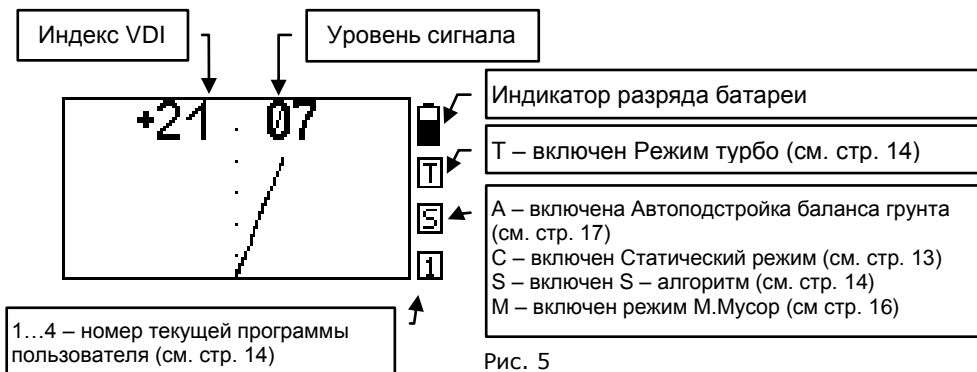 Индекс VDI
Уровень сигнала
+21 07
Индикатор разряда батареи
T
T – включен Режим турбо (см. стр. 14)
S
А – включена Автоподстройка баланса грунта
(см. стр. 17)
С – включен Статический режим (см. стр. 13)
S – включен S – алгоритм (см. стр. 14)
М – включен режим М.Мусор (см стр. 16)
1
1…4 – номер текущей программы
пользователя (см. стр. 14)
Рис. 5